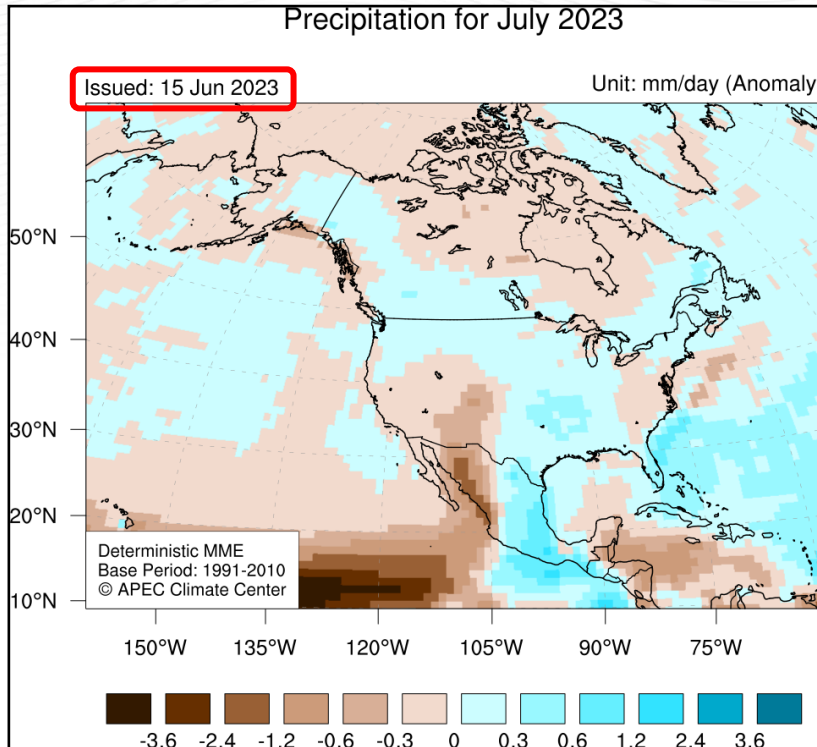 Precipitation for July 2023
Issued: 15 Jun 2023
Unit: mm/day (Anomaly
50°N
40°N
30°N
20°N
10°N
Deterministic MME
Base Period: 1991-2010
© APEC Climate Center
150°W 135°W 120°W 105°W 90°W 75°W
-3.6 -2.4 -1.2 -0.6 -0.3 0 0.3 0.6 1.2 2.4 3.6